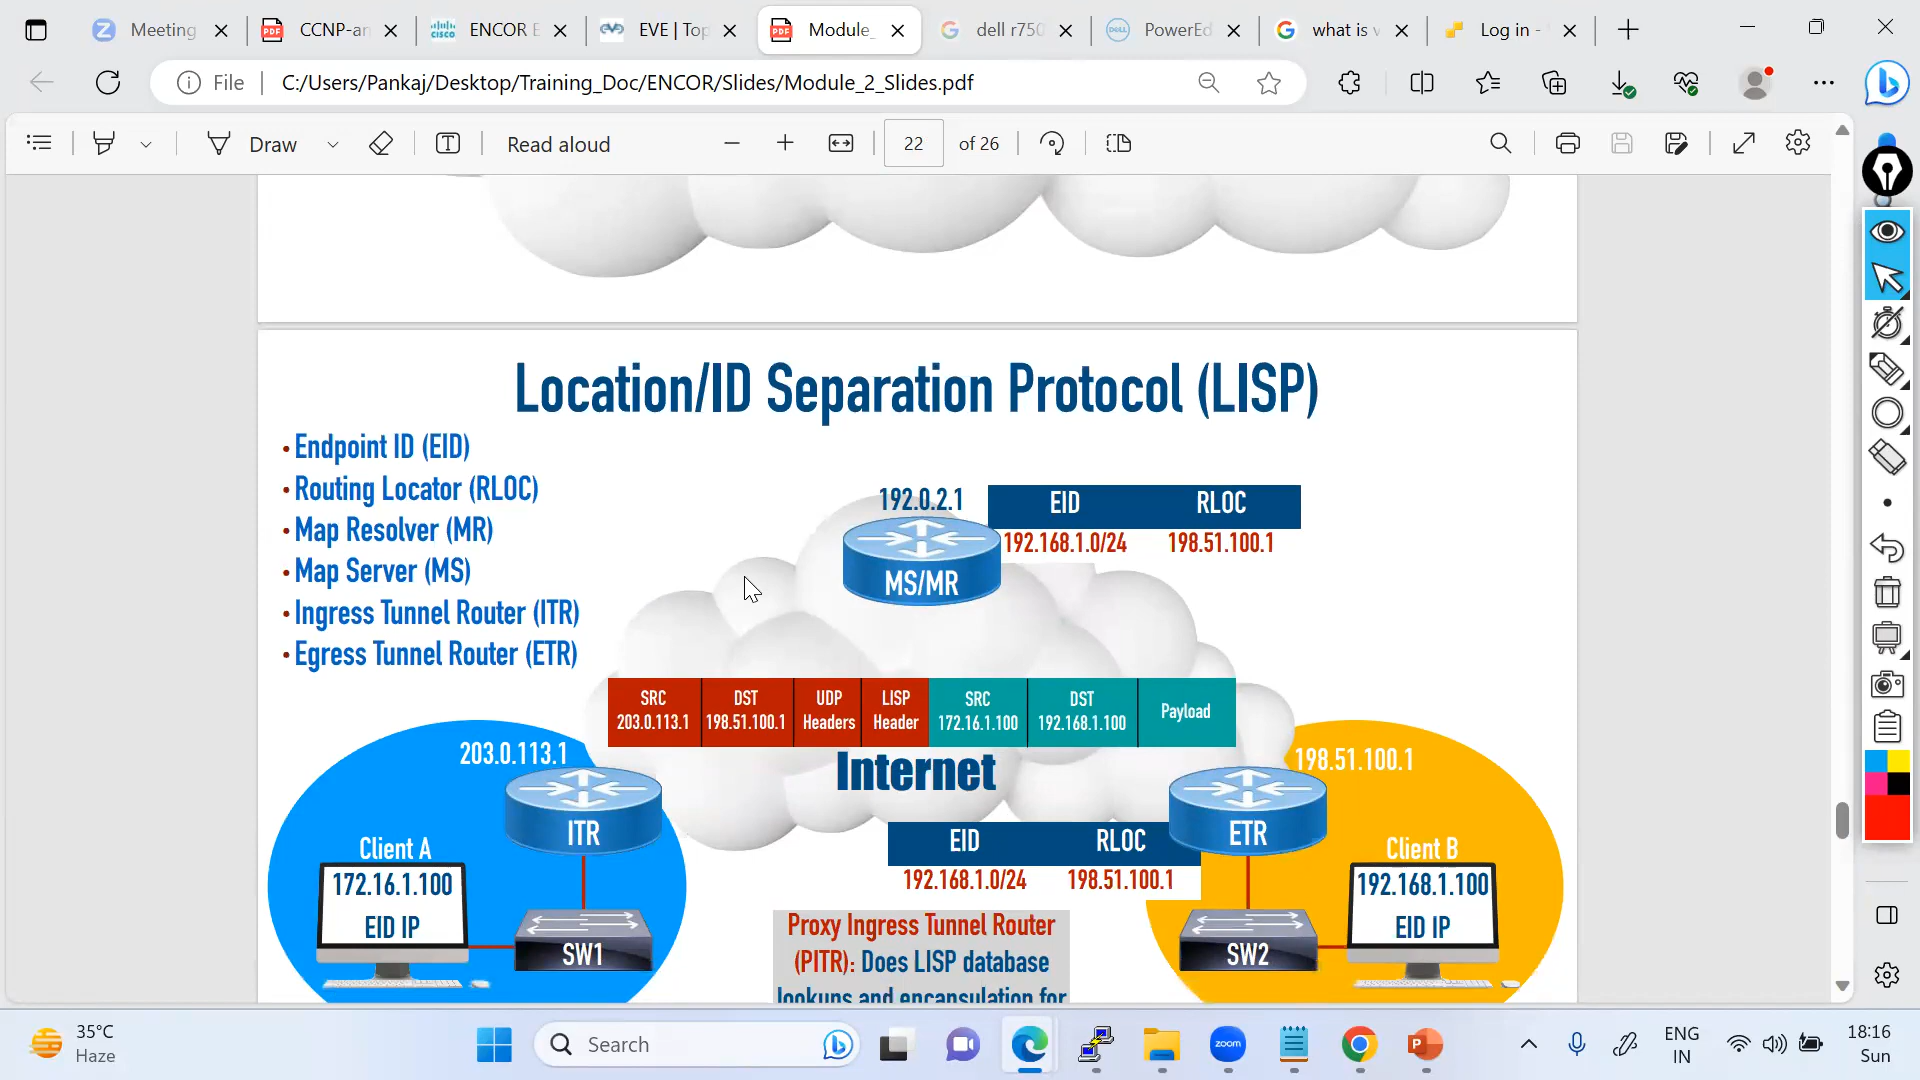 Meeting
CCNP-an
ENCOR E
EVE | Top
Module_
dell r750
PowerEd
what is v
Log in -
File
C:/Users/Pankaj/Desktop/Training_Doc/ENCOR/Slides/Module_2_Slides.pdf
Draw
Read aloud
22
of 26
Location/ID Separation Protocol (LISP)
• Endpoint ID (EID)
• Routing Locator (RLOC)
• Map Resolver (MR)
• Map Server (MS)
• Ingress Tunnel Router (ITR)
• Egress Tunnel Router (ETR)
192.0.2.1
MS/MR
EID RLOC
192.168.1.0/24 198.51.100.1
SRC 203.0.113.1
DST 198.51.100.1
UDP Headers
LISP Header
SRC 172.16.1.100
DST 192.168.1.100
Payload
Internet
203.0.113.1
ITR
Client A
172.16.1.100
EID IP
SW1
EID RLOC
192.168.1.0/24 198.51.100.1
Proxy Ingress Tunnel Router
(PITR): Does LISP database
lookups and encapsulation for
198.51.100.1
ETR
Client B
192.168.1.100
EID IP
SW2
35°C
Haze
Search
zoom
ENG
IN
18:16
Sun